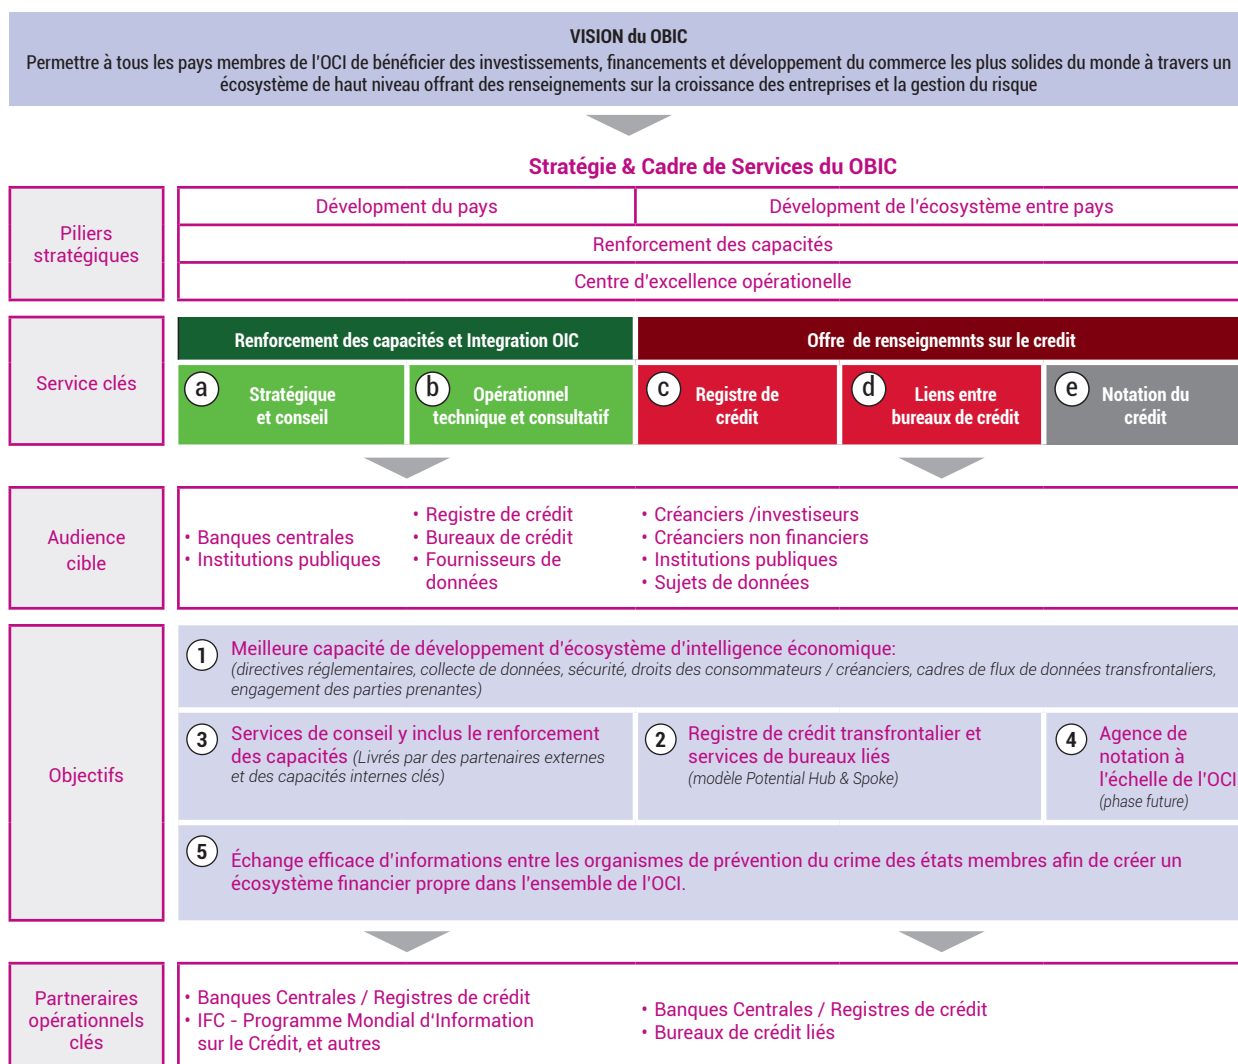 VISION du OBIC
Permettre à tous les pays membres de l'OCI de bénéficier des investissements, financements et développement du commerce les plus solides du monde à travers un
écosystème de haut niveau offrant des renseignements sur la croissance des entreprises et la gestion du risque
Stratégie & Cadre de Services du OBIC
Piliers
stratégiques
Dévelopment du pays
Dévelopment de l'écosystème entre pays
Renforcement des capacités
Centre d'excellence opérationelle
Service clés
Renforcement des capacités et Integration OIC
Offre de renseignemnts sur le credit
a
Stratégique
et conseil
b
Opérationnel
technique et consultatif
c
Registre de
crédit
d
Liens entre
bureaux de crédit
e
Notation du
crédit
Audience
cible
• Banques centrales
• Institutions publiques
• Registre de crédit
• Bureaux de crédit
• Fournisseurs de
données
• Créanciers /investiseurs
• Créanciers non financiers
• Institutions publiques
• Sujets de données
Objectifs
1
Meilleure capacité de développement d'écosystème d'intelligence économique:
(directives réglementaires, collecte de données, sécurité, droits des consommateurs / créanciers, cadres de flux de données transfrontaliers,
engagement des parties prenantes)
3
Services de conseil y inclus le renforcement
des capacités (Livrés par des partenaires externes
et des capacités internes clés)
2
Registre de crédit transfrontalier et
services de bureaux liés
(modèle Potential Hub & Spoke)
4
Agence de
notation à
l'échelle de l'OCI
(phase future)
5
Échange efficace d'informations entre les organismes de prévention du crime des états membres afin de créer un
écosystème financier propre dans l'ensemble de l'OCI.
Partneraires
opérationnels
clés
• Banques Centrales / Registres de crédit
• IFC - Programme Mondial d'Information
sur le Crédit, et autres
• Banques Centrales / Registres de crédit
• Bureaux de crédit liés